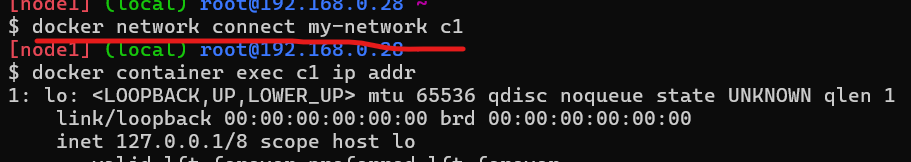 [node1] (local) root@192.168.0.28 ~
$ docker network connect my-network c1
[node1] (local) root@192.168.0.28
$ docker container exec c1 ip addr
1: lo: <LOOPBACK,UP,LOWER_UP> mtu 65536 qdisc noqueue state UNKNOWN qlen 1
link/loopback 00:00:00:00:00:00 brd 00:00:00:00:00:00
inet 127.0.0.1/8 scope host lo
valid_lft forever preferred_lft forever